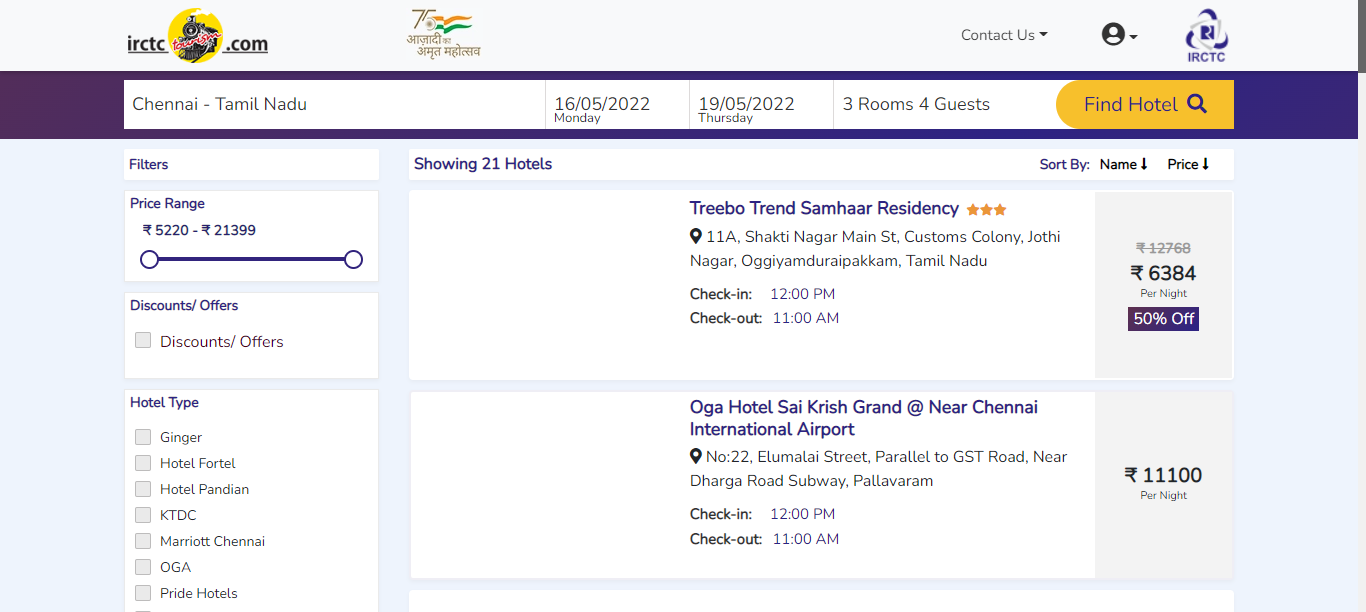 irctc tourism .com
75
आज़ादी का
अमृत महोत्सव
Contact Us
IRCTC
Chennai - Tamil Nadu
16/05/2022
Monday
19/05/2022
Thursday
3 Rooms 4 Guests
Find Hotel
Filters
Showing 21 Hotels
Sort By: Name Price
Price Range
₹ 5220 - ₹ 21399
Discounts/ Offers
Discounts/ Offers
Hotel Type
Ginger
Hotel Fortel
Hotel Pandian
KTDC
Marriott Chennai
OGA
Pride Hotels
Treebo Trend Samhaar Residency
11A, Shakti Nagar Main St, Customs Colony, Jothi
Nagar, Oggiyamduraipakkam, Tamil Nadu
Check-in: 12:00 PM
Check-out: 11:00 AM
₹ 12768
₹ 6384
Per Night
50% Off
Oga Hotel Sai Krish Grand @ Near Chennai
International Airport
No:22, Elumalai Street, Parallel to GST Road, Near
Dharga Road Subway, Pallavaram
Check-in: 12:00 PM
Check-out: 11:00 AM
₹ 11100
Per Night